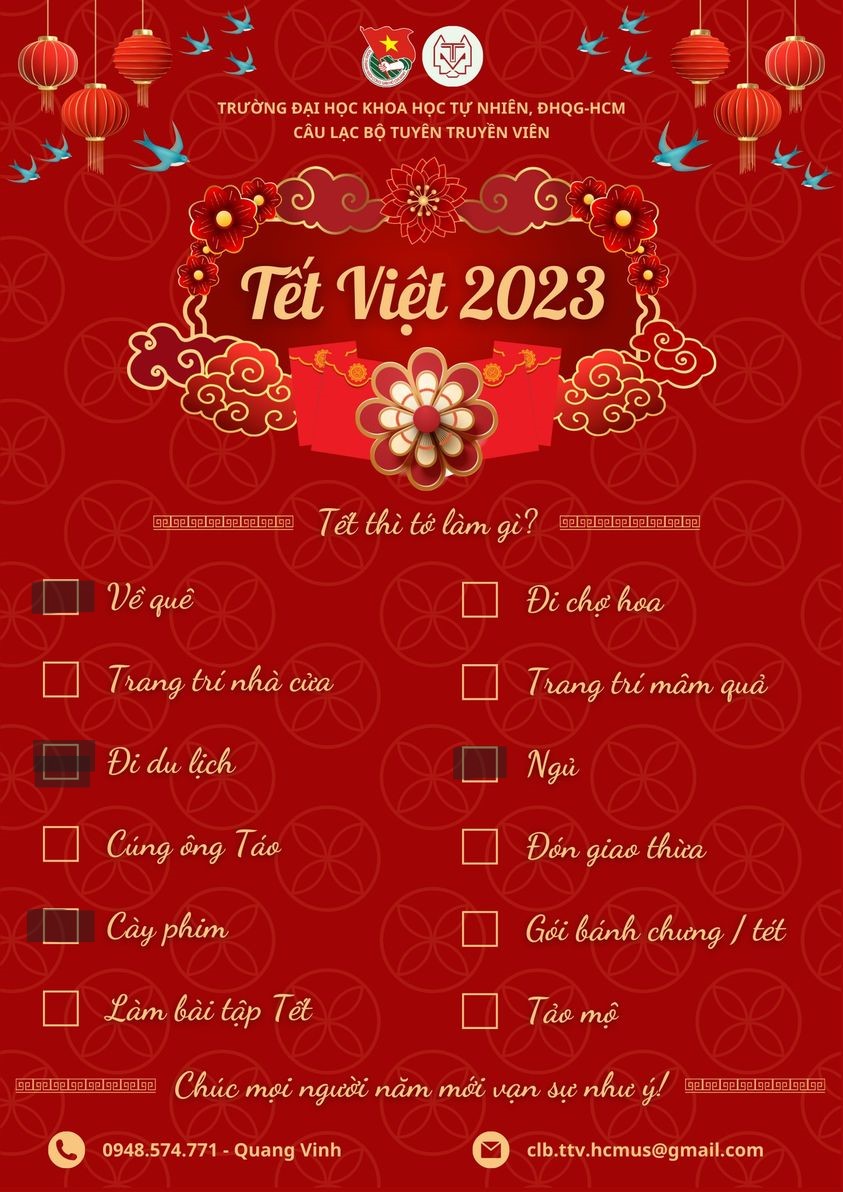 TRƯỜNG ĐẠI HỌC KHOA HỌC TỰ NHIÊN, ĐHQG-HCM
CÂU LẠC BỘ TUYÊN TRUYỀN VIÊN
Tết Việt 2023
Tết thì tớ làm gì?
Về quê
Đi chợ hoa
Trang trí nhà cửa
Trang trí mâm quả
Đi du lịch
Ngủ
Cúng ông Táo
Đón giao thừa
Cày phim
Gói bánh chưng / tét
Làm bài tập Tết
Tảo mộ
Chúc mọi người năm mới vạn sự như ý!
0948.574.771 - Quang Vinh
clb.ttv.hcmus@gmail.com